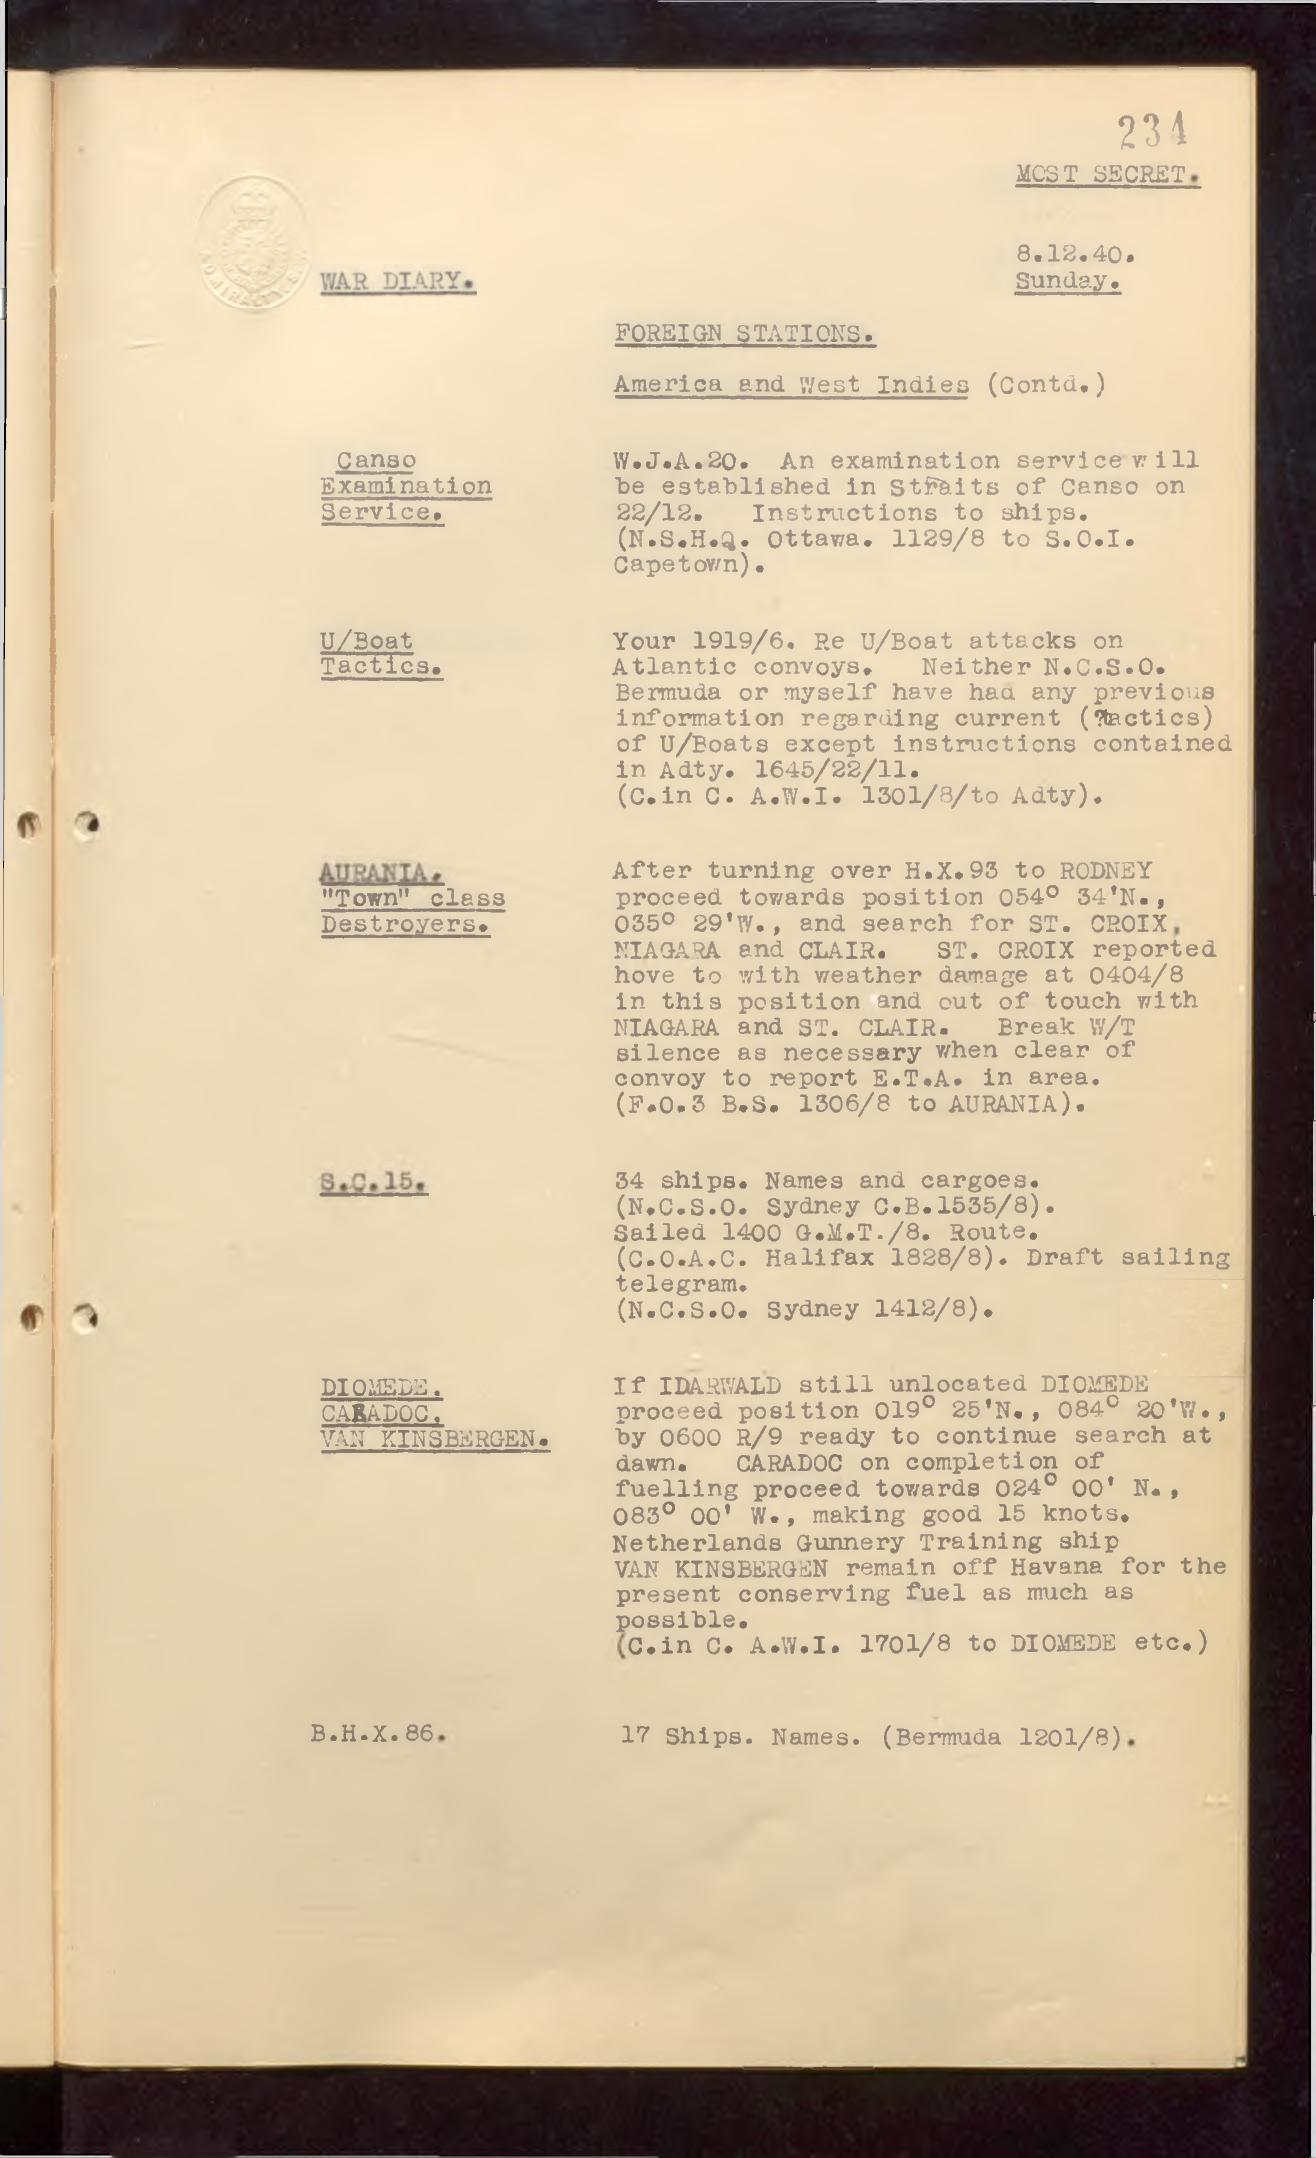 234
MOST SECRET.
8.12.40.
WAR DIARY.
Sunday.
FOREIGN STATIONS.
America and West Indies (Contd.)
Canso
Examination
Service.
W.J.A.20. An examination service will
be established in Straits of Canso on
22/12. Instructions to ships.
(N.S.H.Q. Ottawa. 1129/8 to S.O.I.
Capetown).
U/Boat
Tactics.
Your 1919/6. Re U/Boat attacks on
Atlantic convoys. Neither N.C.S.O.
Bermuda or myself have had any previous
information regarding current (?tactics)
of U/Boats except instructions contained
in Adty. 1645/22/11.
(C.in C. A.W.I. 1301/8/to Adty).
AURANIA.
"Town" class
Destroyers.
After turning over H.X.93 to RODNEY
proceed towards position 054° 34'N.,
035° 29'W., and search for ST. CROIX,
NIAGARA and CLAIR. ST. CROIX reported
hove to with weather damage at 0404/8
in this position and out of touch with
NIAGARA and ST. CLAIR. Break W/T
silence as necessary when clear of
convoy to report E.T.A. in area.
(F.O.3 B.S. 1306/8 to AURANIA).
S.C.15.
34 ships. Names and cargoes.
(N.C.S.O. Sydney C.B.1535/8).
Sailed 1400 G.M.T./8. Route.
(C.O.A.C. Halifax 1828/8). Draft sailing
telegram.
(N.C.S.O. Sydney 1412/8).
DIOMEDE.
CARADOC.
VAN KINSBERGEN.
If IDARWALD still unlocated DIOMEDE
proceed position 019° 25'N., 084° 20'W.,
by 0600 R/9 ready to continue search at
dawn. CARADOC on completion of
fuelling proceed towards 024° 00' N.,
083° 00' W., making good 15 knots.
Netherlands Gunnery Training ship
VAN KINSBERGEN remain off Havana for the
present conserving fuel as much as
possible.
(C.in C. A.W.I. 1701/8 to DIOMEDE etc.)
B.H.X.86.
17 Ships. Names. (Bermuda 1201/8).